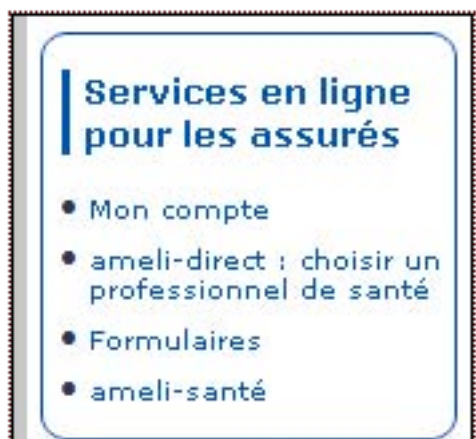 Services en ligne
pour les assurés
Mon compte
ameli-direct : choisir un
professionnel de santé
Formulaires
ameli-santé